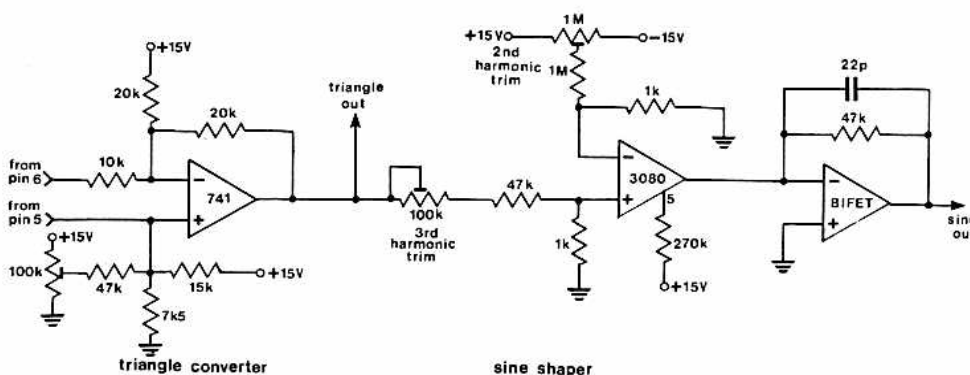 +15V
20k
20k
from
pin 6
10k
741
from
pin 5
+15V
100k
47k
15k
+15V
7k5
triangle converter
triangle
out
100k
3rd
harmonic
trim
47k
1k
+15V
1M
-15V
2nd
harmonic
trim
1M
1k
3080
5
270k
+15V
sine shaper
22p
47k
BIFET
sine
out